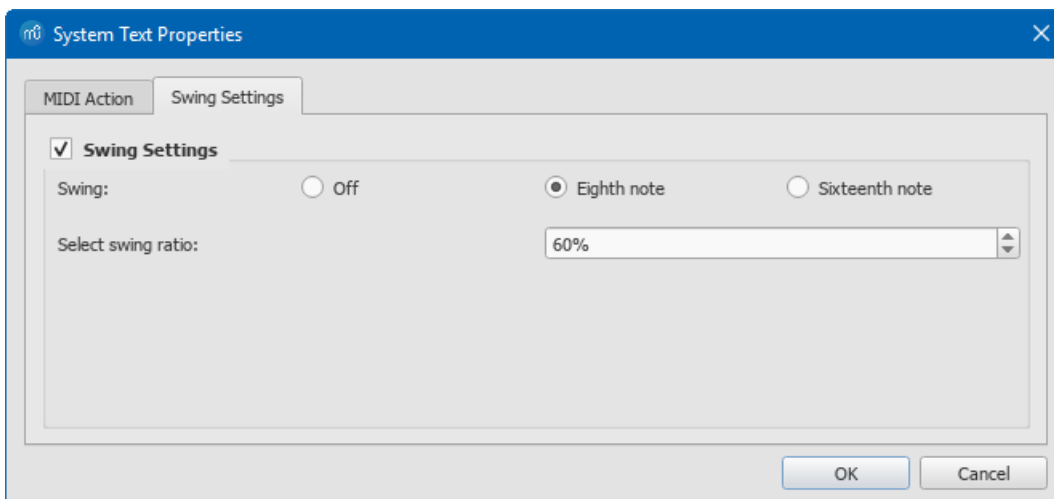 System Text Properties
MIDI Action Swing Settings
Swing Settings
Swing: Off Eighth note Sixteenth note
Select swing ratio: 60%
OK Cancel